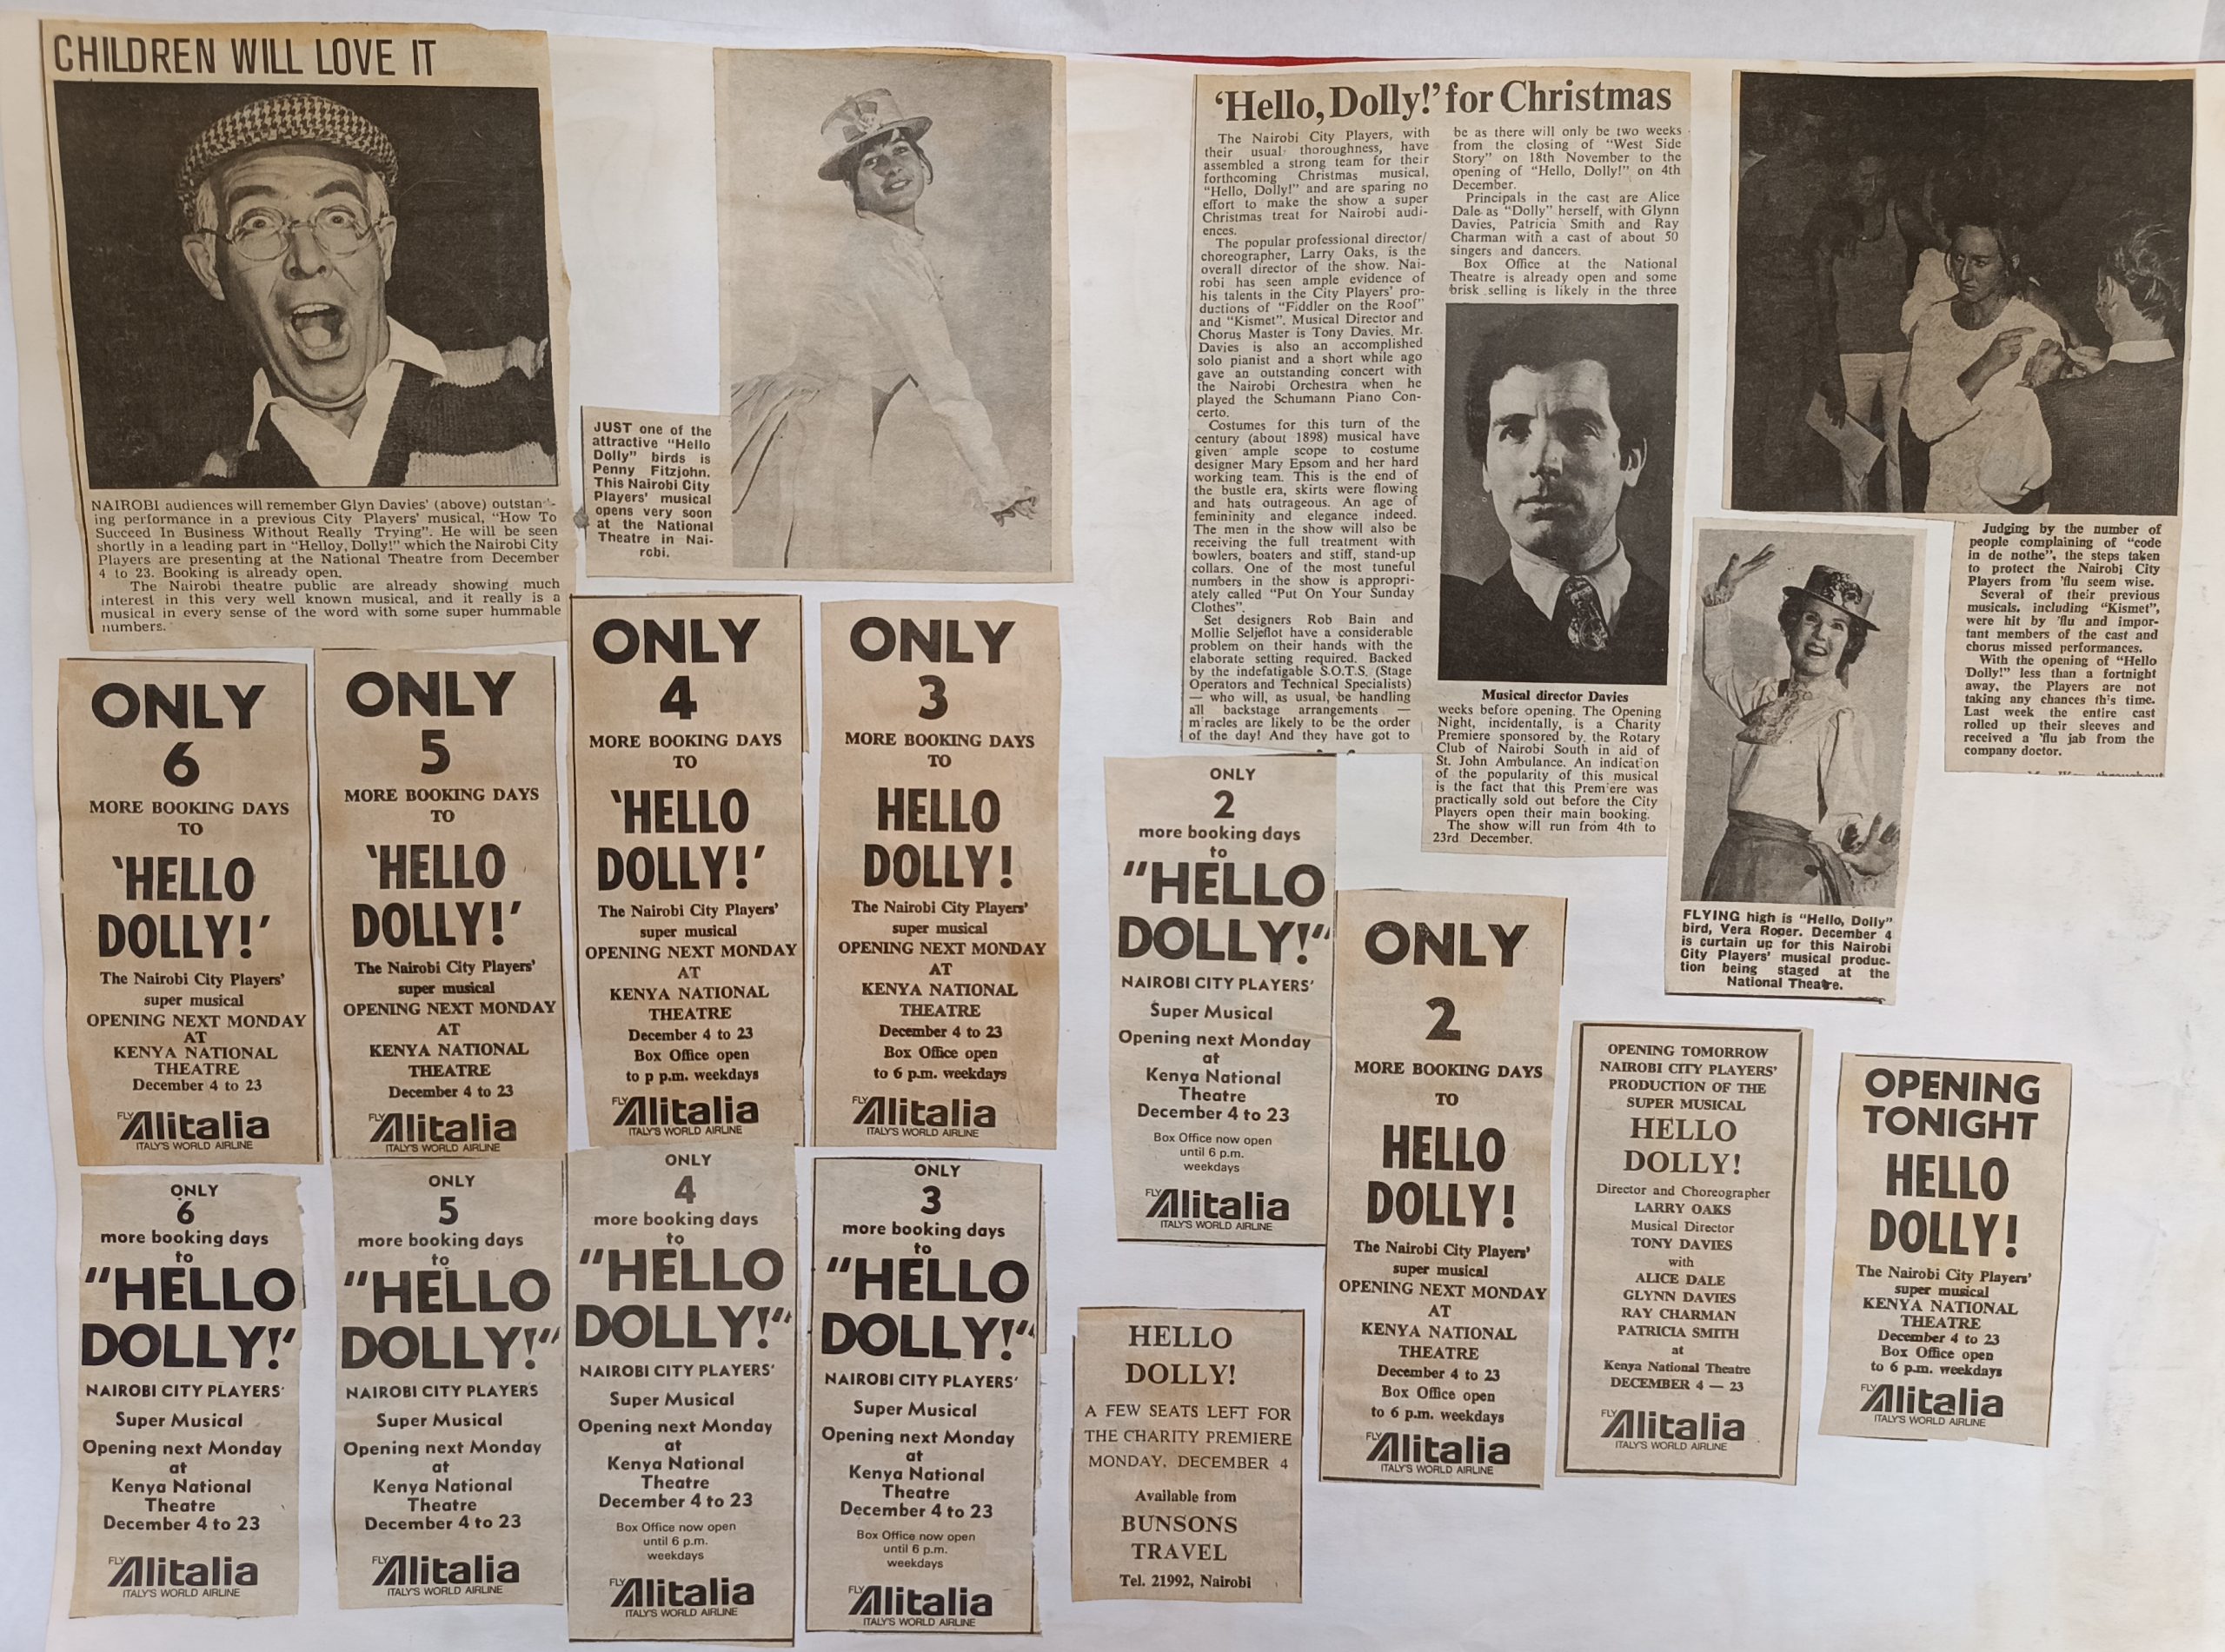 CHILDREN WILL LOVE IT
NAIROBI audiences will remember Glyn Davies' (above) outstan-
ing performance in a previous City Players' musical, "How To
Succeed In Business Without Really Trying". He will be seen
shortly in a leading part in "Helloy, Dolly!" which the Nairobi City
Players are presenting at the National Theatre from December
4 to 23. Booking is already open.
The Nairobi theatre public are already showing much
interest in this very well known musical, and it really is a
musical in every sense of the word with some super hummable
numbers.
JUST one of the
attractive "Hello
Dolly" birds is
Penny Fitzjohn.
This Nairobi City
Players' musical
opens very soon
at the National
Theatre in Nai-
robi.
'Hello, Dolly!' for Christmas
The Nairobi City Players, with
their usual thoroughness, have
assembled a strong team for their
forthcoming Christmas musical,
"Hello, Dolly!" and are sparing no
effort to make the show a super
Christmas treat for Nairobi audi-
ences.
The popular professional director/
choreographer, Larry Oaks, is the
overall director of the show. Nai-
robi has seen ample evidence of
his talents in the City Players' pro-
ductions of "Fiddler on the Roof"
and "Kismet". Musical Director and
Chorus Master is Tony Davies. Mr.
Davies is also an accomplished
solo pianist and a short while ago
gave an outstanding concert with
the Nairobi Orchestra when he
played the Schumann Piano Con-
certo.
Costumes for this turn of the
century (about 1898) musical have
given ample scope to costume
designer Mary Epsom and her hard
working team. This is the end of
the bustle era, skirts were flowing
and hats outrageous. An age of
femininity and elegance indeed.
The men in the show will also be
receiving the full treatment with
bowlers, boaters and stiff, stand-up
collars. One of the most tuneful
numbers in the show is appropri-
ately called "Put On Your Sunday
Clothes".
Set designers Rob Bain and
Mollie Seljeflot have a considerable
problem on their hands with the
elaborate setting required. Backed
by the indefatigable S.O.T.S. (Stage
Operators and Technical Specialists)
— who will, as usual, be handling
all backstage arrangements —
miracles are likely to be the order
of the day! And they have got to
be as there will only be two weeks
from the closing of "West Side
Story" on 18th November to the
opening of "Hello, Dolly!" on 4th
December.
Principals in the cast are Alice
Dale as "Dolly" herself, with Glynn
Davies, Patricia Smith and Ray
Charman with a cast of about 50
singers and dancers.
Box Office at the National
Theatre is already open and some
brisk selling is likely in the three
Musical director Davies
weeks before opening. The Opening
Night, incidentally, is a Charity
Premiere sponsored by the Rotary
Club of Nairobi South in aid of
St. John Ambulance. An indication
of the popularity of this musical
is the fact that this Premiere was
practically sold out before the City
Players open their main booking.
The show will run from 4th to
23rd December.
Judging by the number of
people complaining of "code
in de nothe", the steps taken
to protect the Nairobi City
Players from 'flu seem wise.
Several of their previous
musicals, including "Kismet",
were hit by 'flu and impor-
tant members of the cast and
chorus missed performances.
With the opening of "Hello
Dolly!" less than a fortnight
away, the Players are not
taking any chances this time.
Last week the entire cast
rolled up their sleeves and
received a 'flu jab from the
company doctor.
FLYING high is "Hello, Dolly"
bird, Vera Roper. December 4
is curtain up for this Nairobi
City Players' musical produc-
tion being staged at the
National Theatre.
ONLY
6
MORE BOOKING DAYS
TO
'HELLO
DOLLY!'
The Nairobi City Players'
super musical
OPENING NEXT MONDAY
AT
KENYA NATIONAL
THEATRE
December 4 to 23
FLY Alitalia
ITALY'S WORLD AIRLINE
ONLY
5
MORE BOOKING DAYS
TO
'HELLO
DOLLY!'
The Nairobi City Players'
super musical
OPENING NEXT MONDAY
AT
KENYA NATIONAL
THEATRE
December 4 to 23
FLY Alitalia
ITALY'S WORLD AIRLINE
ONLY
4
MORE BOOKING DAYS
TO
'HELLO
DOLLY!'
The Nairobi City Players'
super musical
OPENING NEXT MONDAY
AT
KENYA NATIONAL
THEATRE
December 4 to 23
Box Office open
to p p.m. weekdays
FLY Alitalia
ITALY'S WORLD AIRLINE
ONLY
3
MORE BOOKING DAYS
TO
HELLO
DOLLY!
The Nairobi City Players'
super musical
OPENING NEXT MONDAY
AT
KENYA NATIONAL
THEATRE
December 4 to 23
Box Office open
to 6 p.m. weekdays
FLY Alitalia
ITALY'S WORLD AIRLINE
ONLY
2
more booking days
to
"HELLO
DOLLY!"
NAIROBI CITY PLAYERS'
Super Musical
Opening next Monday
at
Kenya National
Theatre
December 4 to 23
Box Office now open
until 6 p.m.
weekdays
FLY Alitalia
ITALY'S WORLD AIRLINE
ONLY
2
MORE BOOKING DAYS
TO
HELLO
DOLLY!
The Nairobi City Players'
super musical
OPENING NEXT MONDAY
AT
KENYA NATIONAL
THEATRE
December 4 to 23
Box Office open
to 6 p.m. weekdays
FLY Alitalia
ITALY'S WORLD AIRLINE
OPENING TOMORROW
NAIROBI CITY PLAYERS'
PRODUCTION OF THE
SUPER MUSICAL
HELLO
DOLLY!
Director and Choreographer
LARRY OAKS
Musical Director
TONY DAVIES
with
ALICE DALE
GLYNN DAVIES
RAY CHARMAN
PATRICIA SMITH
at
Kenya National Theatre
DECEMBER 4 — 23
FLY Alitalia
ITALY'S WORLD AIRLINE
OPENING
TONIGHT
HELLO
DOLLY!
The Nairobi City Players'
super musical
KENYA NATIONAL
THEATRE
December 4 to 23
Box Office open
to 6 p.m. weekdays
FLY Alitalia
ITALY'S WORLD AIRLINE
ONLY
6
more booking days
to
"HELLO
DOLLY!'
NAIROBI CITY PLAYERS'
Super Musical
Opening next Monday
at
Kenya National
Theatre
December 4 to 23
FLY Alitalia
ITALY'S WORLD AIRLINE
ONLY
5
more booking days
to
"HELLO
DOLLY!"
NAIROBI CITY PLAYERS
Super Musical
Opening next Monday
at
Kenya National
Theatre
December 4 to 23
FLY Alitalia
ITALY'S WORLD AIRLINE
ONLY
4
more booking days
to
"HELLO
DOLLY!"
NAIROBI CITY PLAYERS'
Super Musical
Opening next Monday
at
Kenya National
Theatre
December 4 to 23
Box Office now open
until 6 p.m.
weekdays
FLY Alitalia
ITALY'S WORLD AIRLINE
ONLY
3
more booking days
to
"HELLO
DOLLY!"
NAIROBI CITY PLAYERS'
Super Musical
Opening next Monday
at
Kenya National
Theatre
December 4 to 23
Box Office now open
until 6 p.m.
weekdays
FLY Alitalia
ITALY'S WORLD AIRLINE
HELLO
DOLLY!
A FEW SEATS LEFT FOR
THE CHARITY PREMIERE
MONDAY, DECEMBER 4
Available from
BUNSONS
TRAVEL
Tel. 21992, Nairobi